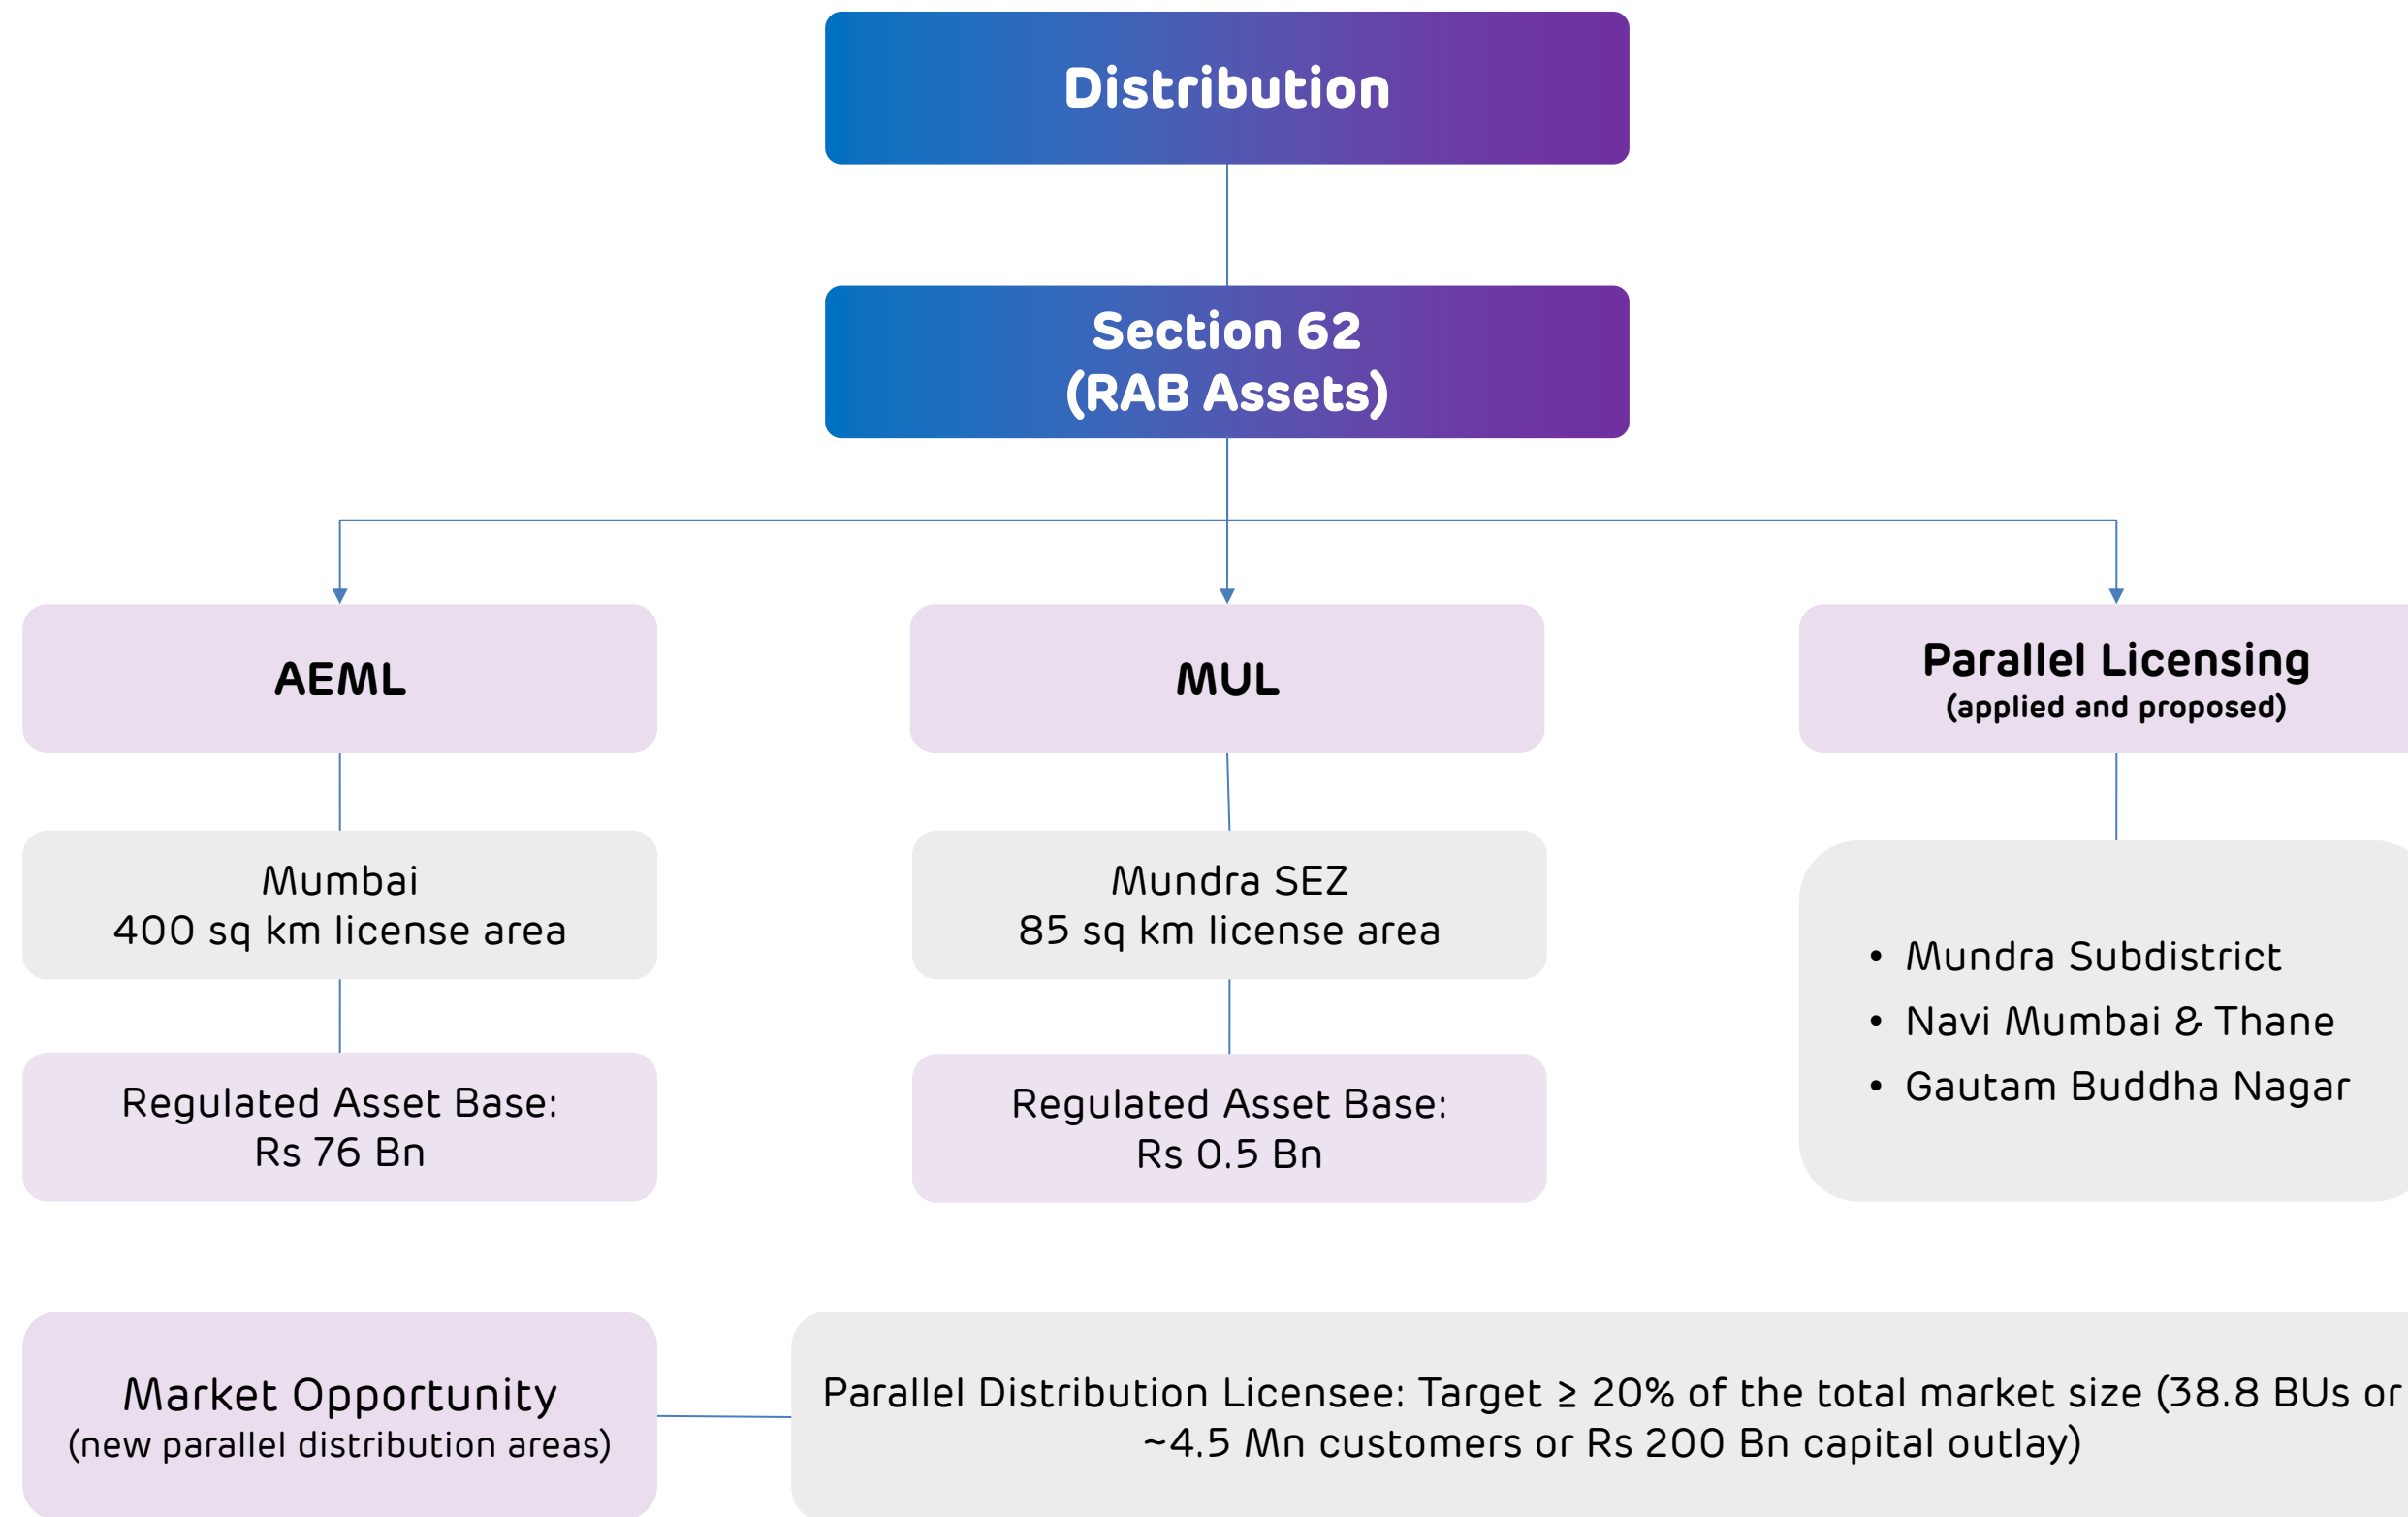 Distribution
Section 62
(RAB Assets)
AEML
MUL
Parallel Licensing
(applied and proposed)
Mumbai
400 sq km license area
Mundra SEZ
85 sq km license area
• Mundra Subdistrict
• Navi Mumbai & Thane
• Gautam Buddha Nagar
Regulated Asset Base:
Rs 76 Bn
Regulated Asset Base:
Rs 0.5 Bn
Market Opportunity
(new parallel distribution areas)
Parallel Distribution Licensee: Target ≥ 20% of the total market size (38.8 BUs or
~4.5 Mn customers or Rs 200 Bn capital outlay)